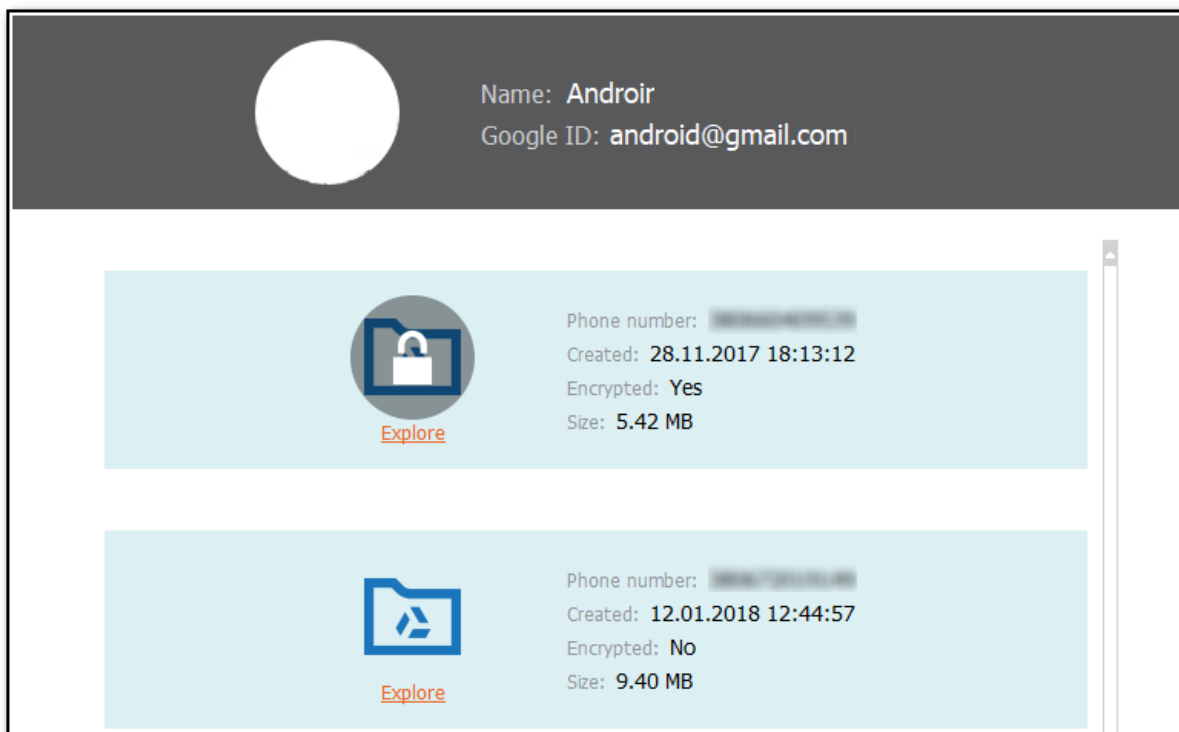 Name: Androir
Google ID: android@gmail.com
Phone number:
Created: 28.11.2017 18:13:12
Encrypted: Yes
Size: 5.42 MB
Explore
Phone number:
Created: 12.01.2018 12:44:57
Encrypted: No
Size: 9.40 MB
Explore